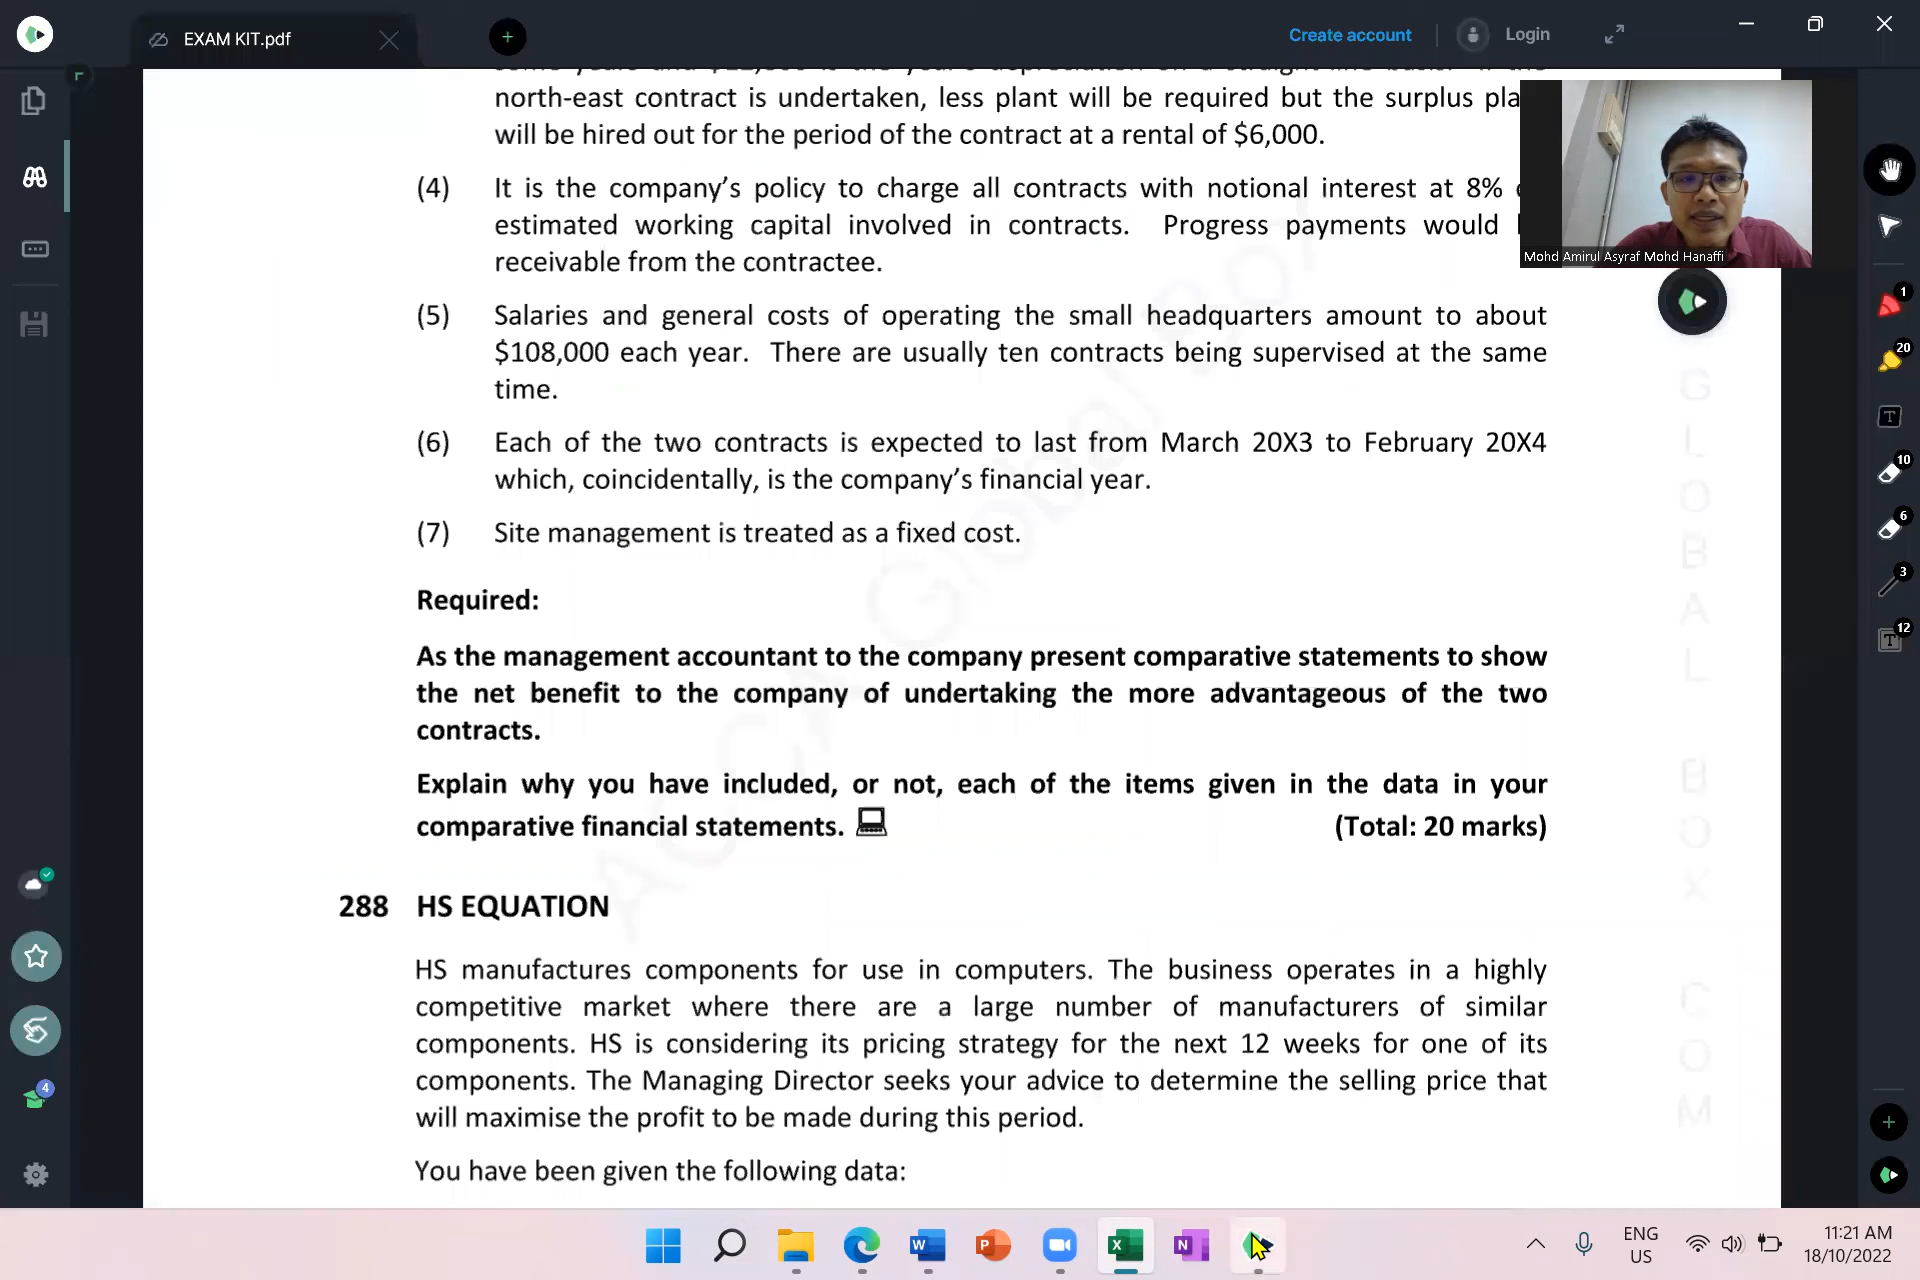 EXAM KIT.pdf
Create account
Login
north-east contract is undertaken, less plant will be required but the surplus
will be hired out for the period of the contract at a rental of $6,000.
(4) It is the company's policy to charge all contracts with notional interest at 8%
estimated working capital involved in contracts. Progress payments would
receivable from the contractee.
(5) Salaries and general costs of operating the small headquarters amount to about
$108,000 each year. There are usually ten contracts being supervised at the same
time.
(6) Each of the two contracts is expected to last from March 20X3 to February 20X4
which, coincidentally, is the company's financial year.
(7) Site management is treated as a fixed cost.
Required:
As the management accountant to the company present comparative statements to show
the net benefit to the company of undertaking the more advantageous of the two
contracts.
Explain why you have included, or not, each of the items given in the data in your
comparative financial statements.
(Total: 20 marks)
288 HS EQUATION
HS manufactures components for use in computers. The business operates in a highly
competitive market where there are a large number of manufacturers of similar
components. HS is considering its pricing strategy for the next 12 weeks for one of its
components. The Managing Director seeks your advice to determine the selling price that
will maximise the profit to be made during this period.
You have been given the following data:
ACCA Global Box
GLOBAL BOX COM
Mohd Amirul Asyraf Mohd Hanaffi
1
20
T
10
6
3
T
12
4
W
P
X
N
ENG
US
11:21 AM
18/10/2022